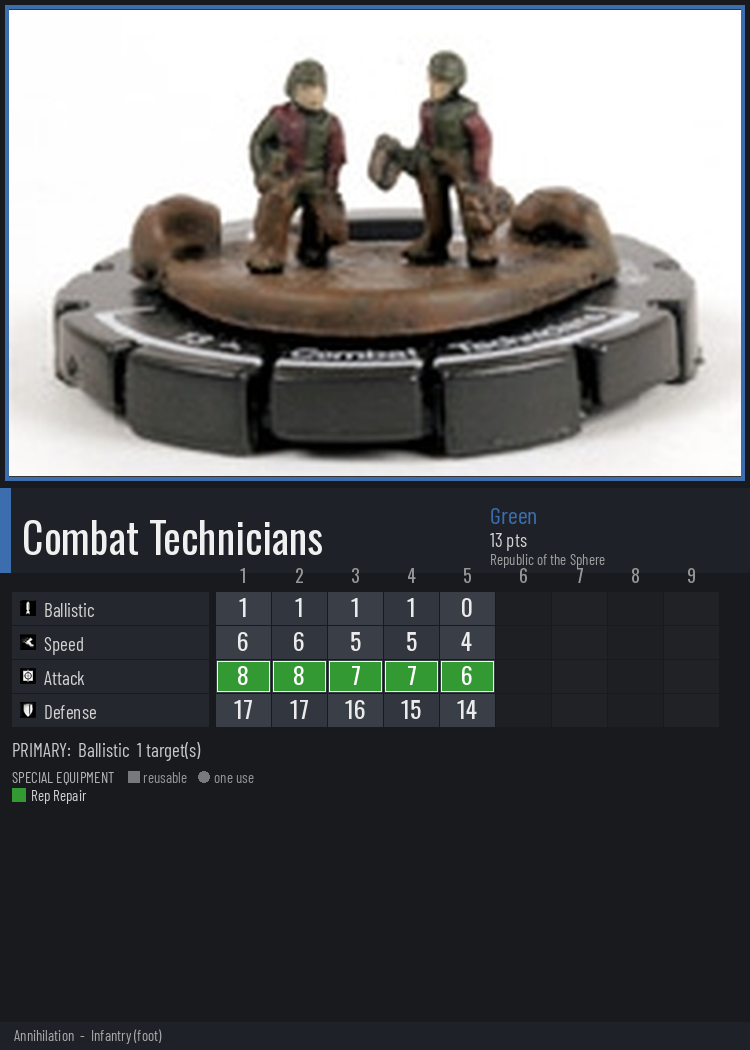 Combat Technicians
Combat Technicians
Green
13 pts
Republic of the Sphere
1 2 3 4 5 6 7 8 9
Ballistic 1 1 1 1 0
Speed 6 6 5 5 4
Attack 8 8 7 7 6
Defense 17 17 16 15 14
PRIMARY: Ballistic 1 target(s)
SPECIAL EQUIPMENT reusable one use
Rep Repair
Annihilation - Infantry (foot)